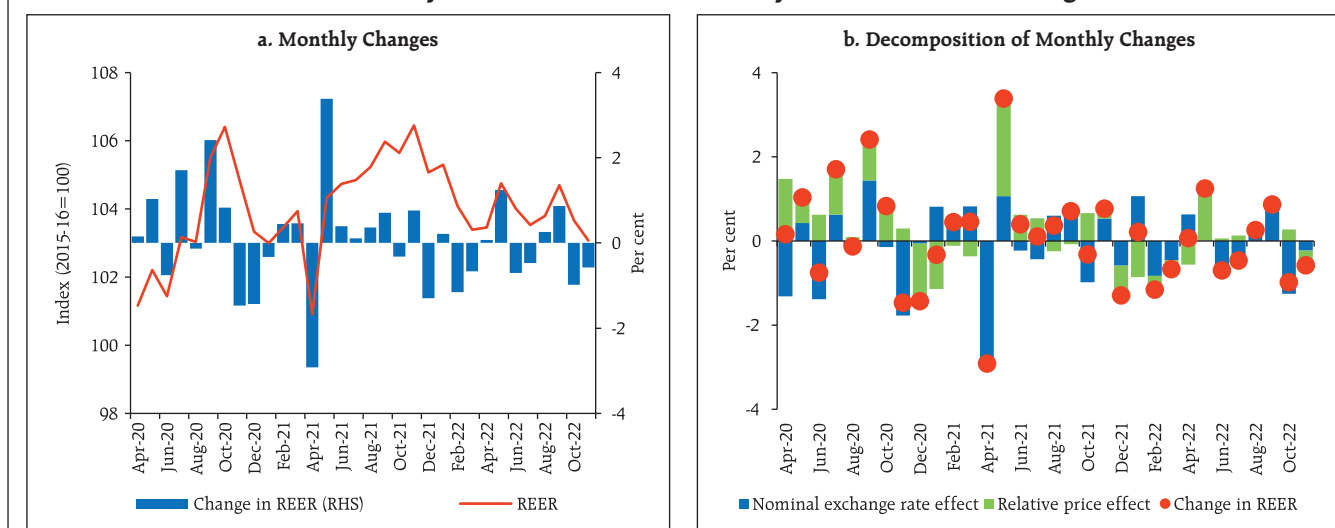 a. Monthly Changes
108
106
104
102
100
98
Index (2015-16=100)
4
2
0
-2
-4
Per cent
Apr-20
Jun-20
Aug-20
Oct-20
Dec-20
Feb-21
Apr-21
Jun-21
Aug-21
Oct-21
Dec-21
Feb-22
Apr-22
Jun-22
Aug-22
Oct-22
Change in REER (RHS)
REER
b. Decomposition of Monthly Changes
4
2
0
-2
-4
Per cent
Apr-20
Jun-20
Aug-20
Oct-20
Dec-20
Feb-21
Apr-21
Jun-21
Aug-21
Oct-21
Dec-21
Feb-22
Apr-22
Jun-22
Aug-22
Oct-22
Nominal exchange rate effect
Relative price effect
Change in REER